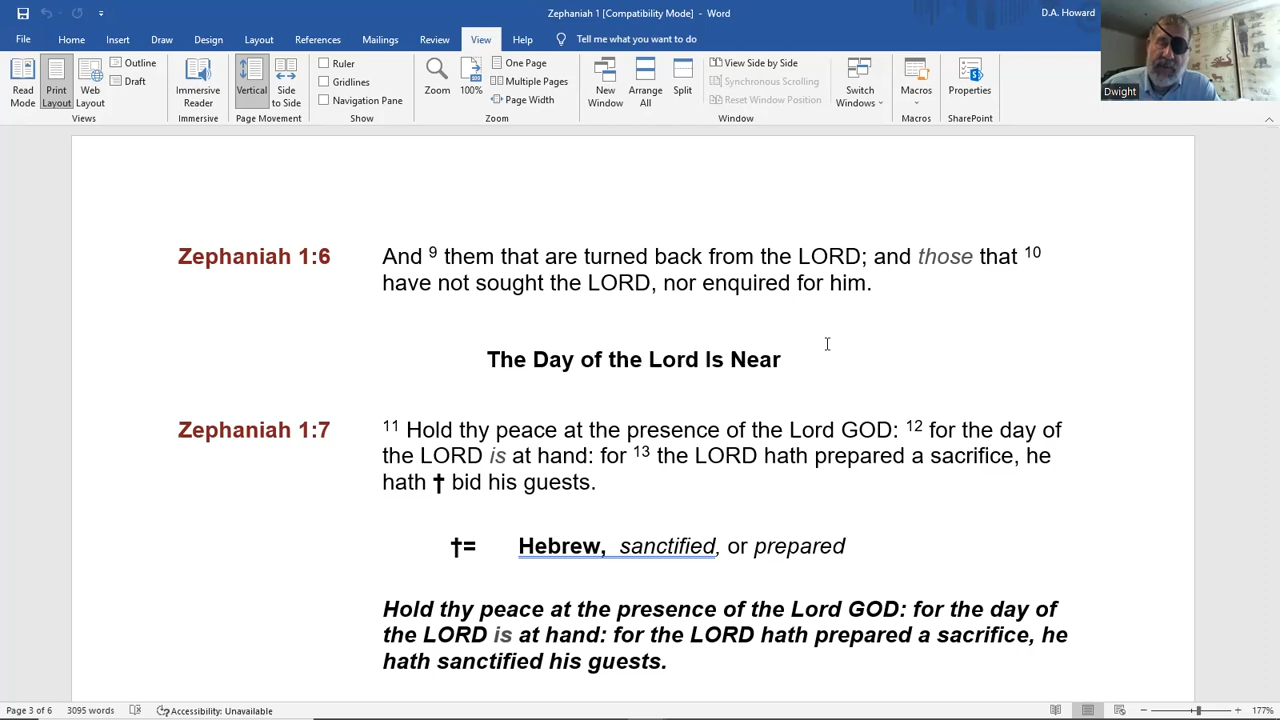 Zephaniah 1 [Compatibility Mode] - Word
D.A. Howard
File Home Insert Draw Design Layout References Mailings Review View Help Tell me what you want to do
Read Mode
Print Layout
Web Layout
Outline
Draft
Views
Immersive Reader
Immersive
Vertical
Side to Side
Page Movement
Ruler
Gridlines
Navigation Pane
Show
Zoom
100%
One Page
Multiple Pages
Page Width
Zoom
New Window
Arrange All
Split
View Side by Side
Synchronous Scrolling
Reset Window Position
Window
Switch Windows
Macros
Macros
Properties
SharePoint
Dwight
Zephaniah 1:6 And 9 them that are turned back from the LORD; and those that 10
have not sought the LORD, nor enquired for him.
The Day of the Lord Is Near
Zephaniah 1:7 11 Hold thy peace at the presence of the Lord GOD: 12 for the day of
the LORD is at hand: for 13 the LORD hath prepared a sacrifice, he
hath † bid his guests.
†= Hebrew, sanctified, or prepared
Hold thy peace at the presence of the Lord GOD: for the day of
the LORD is at hand: for the LORD hath prepared a sacrifice, he
hath sanctified his guests.
Page 3 of 6 3095 words Accessibility: Unavailable 177%